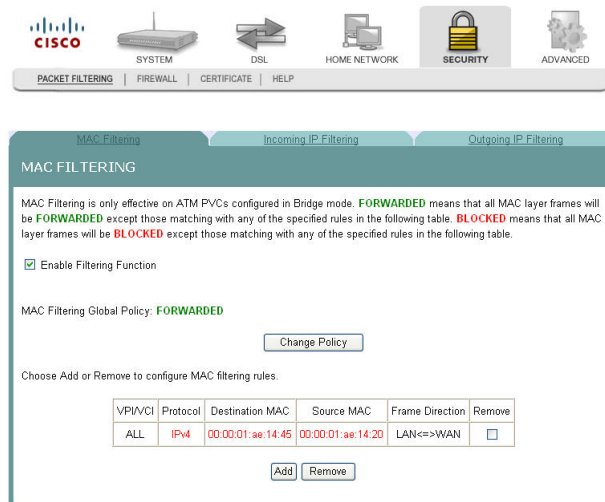 CISCO
SYSTEM DSL HOME NETWORK SECURITY ADVANCED
PACKET FILTERING | FIREWALL | CERTIFICATE | HELP
MAC Filtering Incoming IP Filtering Outgoing IP Filtering
MAC FILTERING
MAC Filtering is only effective on ATM PVCs configured in Bridge mode. FORWARDED means that all MAC layer frames will
be FORWARDED except those matching with any of the specified rules in the following table. BLOCKED means that all MAC
layer frames will be BLOCKED except those matching with any of the specified rules in the following table.
Enable Filtering Function
MAC Filtering Global Policy: FORWARDED
Change Policy
Choose Add or Remove to configure MAC filtering rules.
VPI/VCI Protocol Destination MAC Source MAC Frame Direction Remove
ALL IPv4 00:00:01:ae:14:45 00:00:01:ae:14:20 LAN<=>WAN
Add Remove